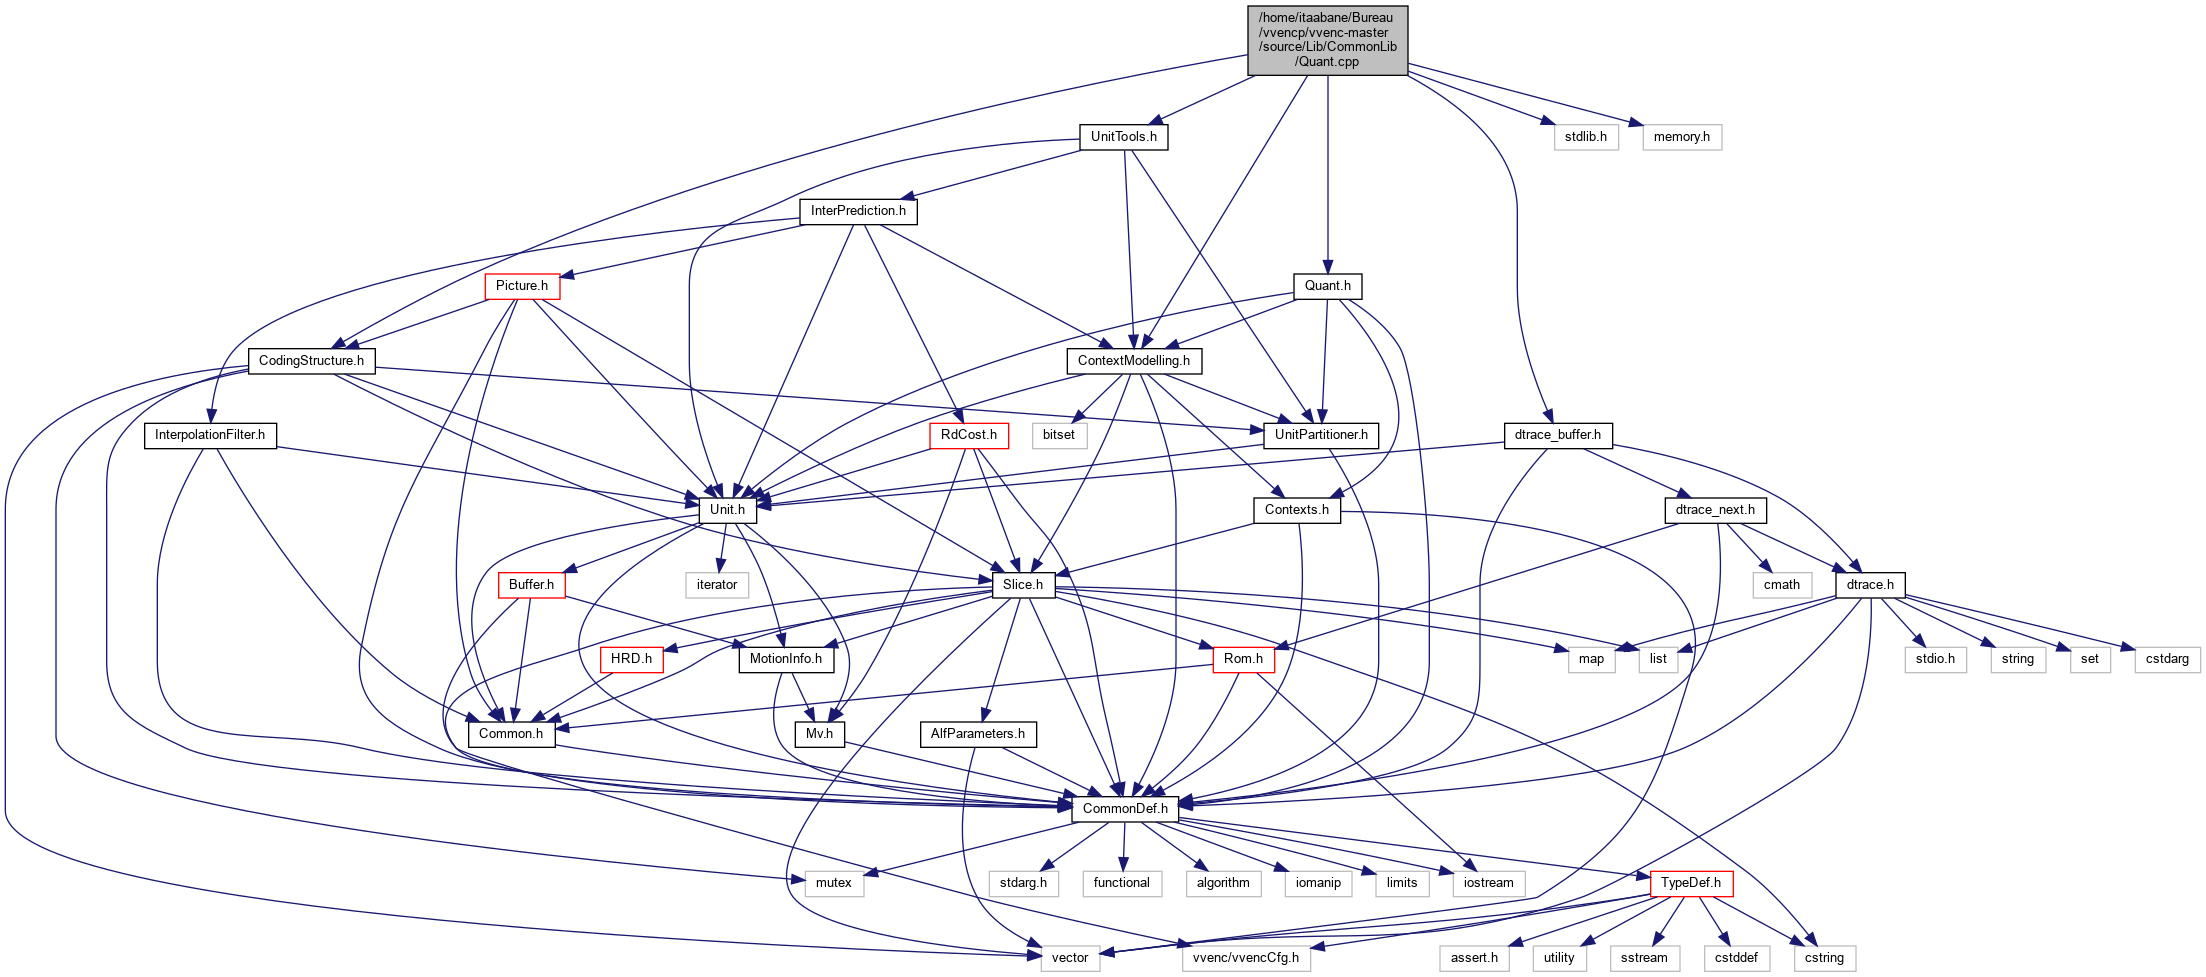 /home/itaabane/Bureau
/vvencp/vvenc-master
/source/Lib/CommonLib
/Quant.cpp
UnitTools.h
stdlib.h
memory.h
InterPrediction.h
Picture.h
Quant.h
CodingStructure.h
ContextModelling.h
InterpolationFilter.h
RdCost.h
bitset
UnitPartitioner.h
dtrace_buffer.h
Unit.h
Contexts.h
dtrace_next.h
Buffer.h
iterator
Slice.h
cmath
dtrace.h
HRD.h
MotionInfo.h
Rom.h
map
list
stdio.h
string
set
cstdarg
Common.h
Mv.h
AlfParameters.h
CommonDef.h
mutex
stdarg.h
functional
algorithm
iomanip
limits
iostream
TypeDef.h
vector
vvenc/vvencCfg.h
assert.h
utility
sstream
cstddef
cstring